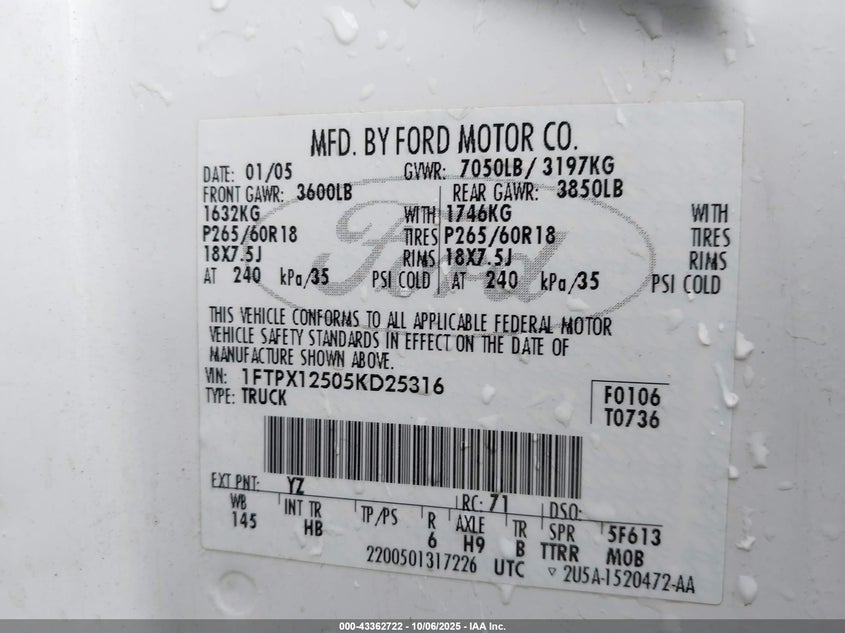 MFD. BY FORD MOTOR CO.
DATE: 01/05 GVWR: 7050LB/ 3197KG
FRONT GAWR: 3600LB REAR GAWR: 3850LB
1632KG WITH 1746KG WITH
P265/60R18 TIRES P265/60R18 TIRES
18X7.5J RIMS 18X7.5J RIMS
AT 240 kPa/35 PSI COLD AT 240 kPa/35 PSI COLD
Ford
THIS VEHICLE CONFORMS TO ALL APPLICABLE FEDERAL MOTOR
VEHICLE SAFETY STANDARDS IN EFFECT ON THE DATE OF
MANUFACTURE SHOWN ABOVE.
VIN: 1FTPX12505KD25316 F0106
TYPE: TRUCK T0736
EXT PNT: YZ RC: 71 DSO:
WB INT TR TP/PS R AXLE TR SPR 5F613
145 HB 6 H9 B TTRR MOB
2200501317226 UTC ▽ 2U5A-1520472-AA
000-43362722 - 10/06/2025 - IAA Inc.